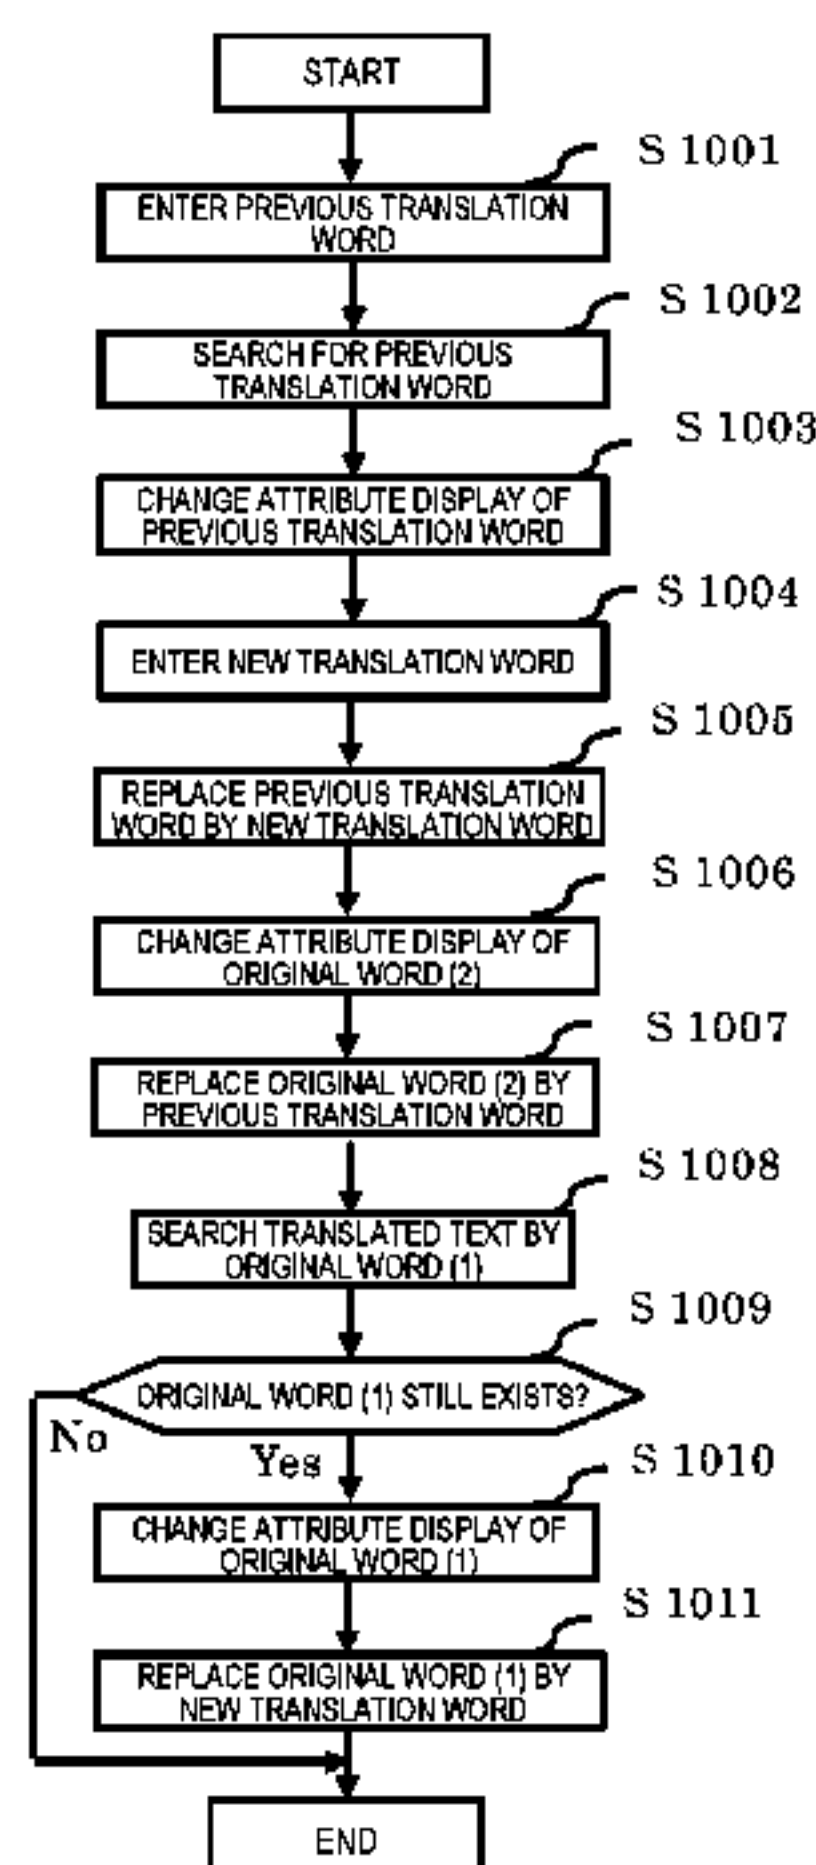 START
S 1001
ENTER PREVIOUS TRANSLATION
WORD
S 1002
SEARCH FOR PREVIOUS
TRANSLATION WORD
S 1003
CHANGE ATTRIBUTE DISPLAY OF
PREVIOUS TRANSLATION WORD
S 1004
ENTER NEW TRANSLATION WORD
S 1005
REPLACE PREVIOUS TRANSLATION
WORD BY NEW TRANSLATION WORD
S 1006
CHANGE ATTRIBUTE DISPLAY OF
ORIGINAL WORD (2)
S 1007
REPLACE ORIGINAL WORD (2) BY
PREVIOUS TRANSLATION WORD
S 1008
SEARCH TRANSLATED TEXT BY
ORIGINAL WORD (1)
S 1009
ORIGINAL WORD (1) STILL EXISTS?
No
Yes
S 1010
CHANGE ATTRIBUTE DISPLAY OF
ORIGINAL WORD (1)
S 1011
REPLACE ORIGINAL WORD (1) BY
NEW TRANSLATION WORD
END